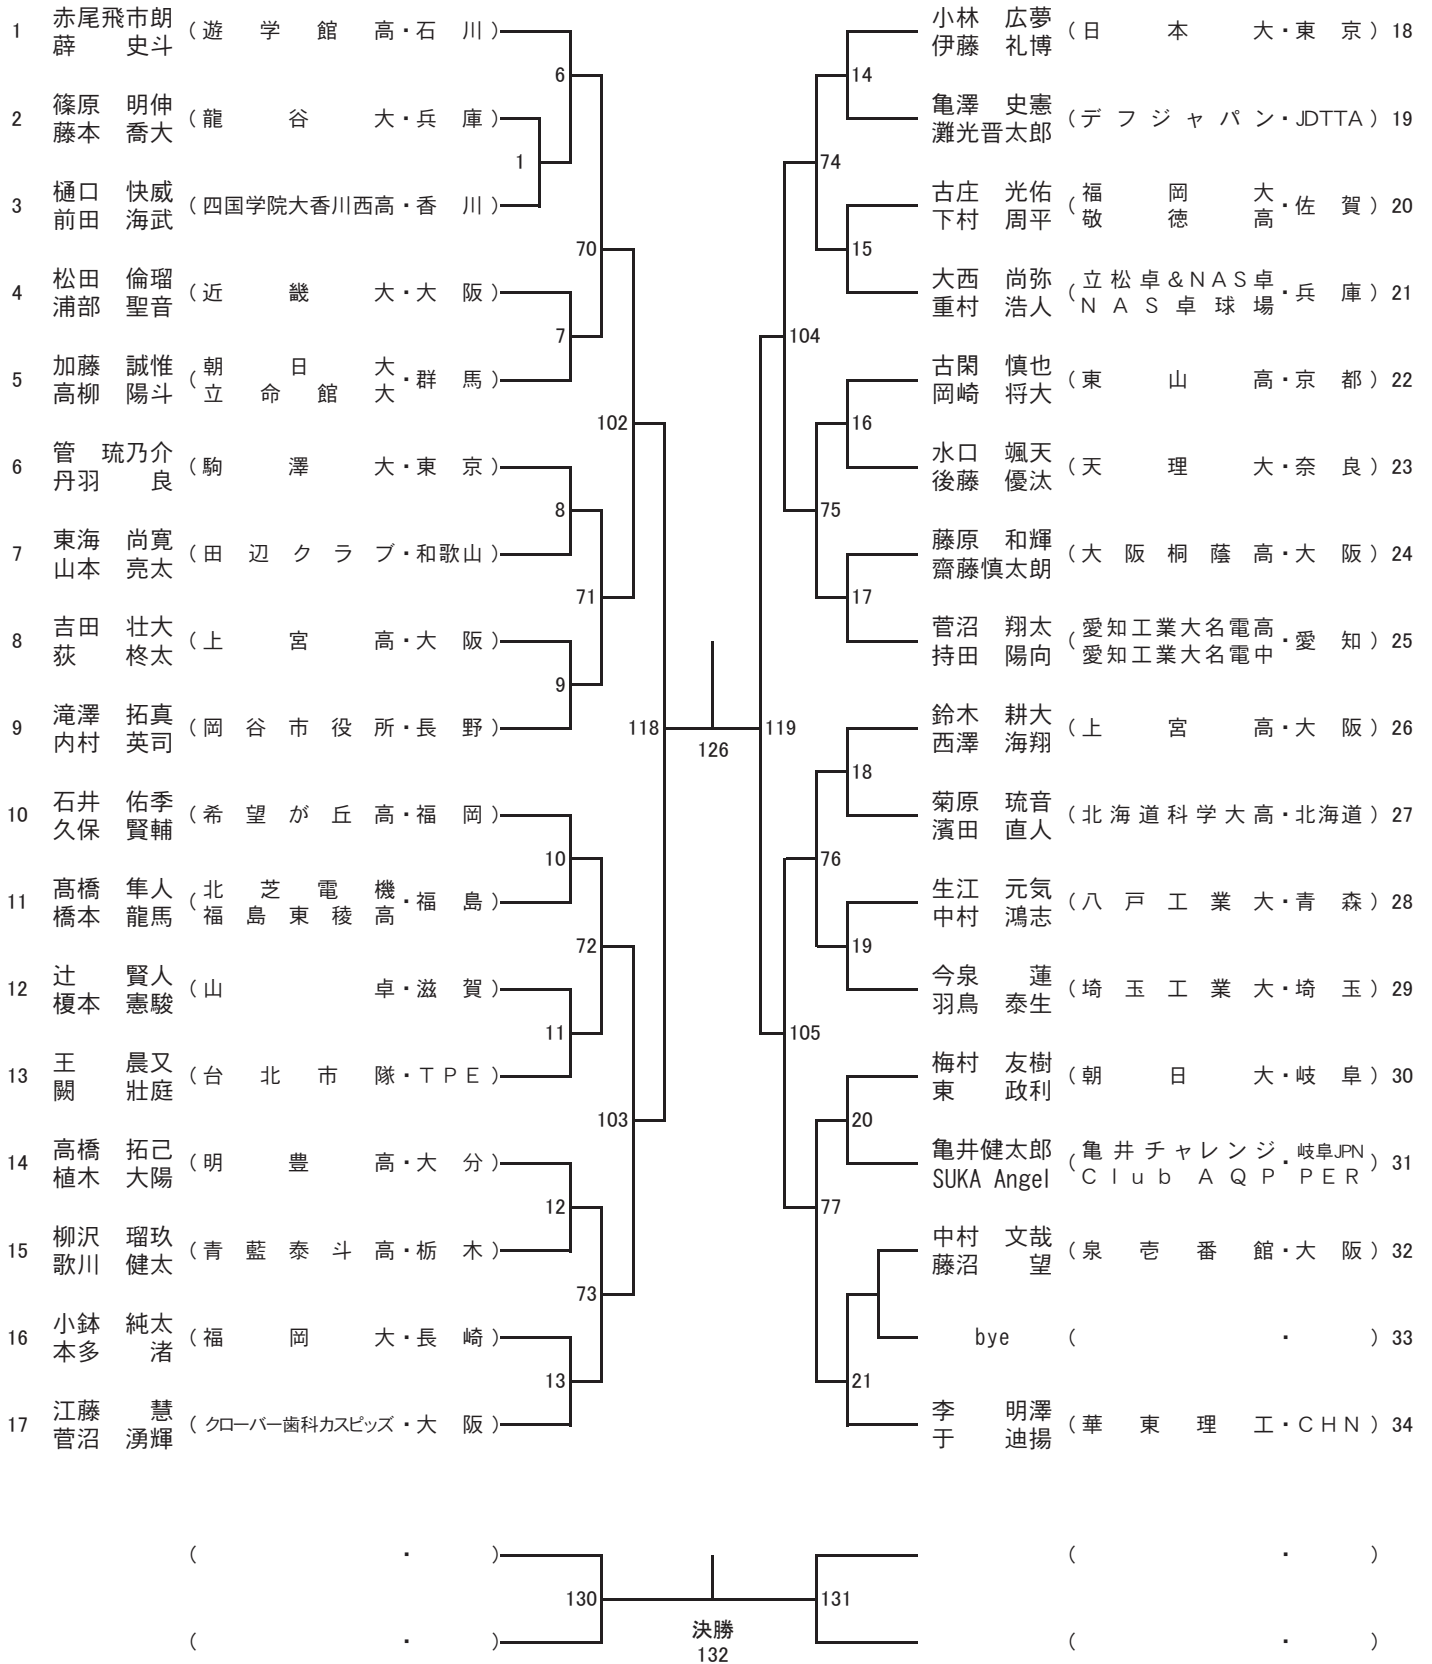 1 赤尾飛市朗 薜 史斗 (遊学館高・石川)
6
2 篠原 明伸 藤本 喬大 (龍谷大・兵庫)
1
3 樋口 快威 前田 海武 (四国学院大香川西高・香川)
70
4 松田 倫瑠 浦部 聖音 (近畿大・大阪)
7
5 加藤 誠惟 高柳 陽斗 (朝日大 立命館大・群馬)
102
6 管 琉乃介 丹羽 良 (駒澤大・東京)
8
7 東海 尚寛 山本 亮太 (田辺クラブ・和歌山)
71
8 吉田 壮大 荻 柊太 (上宮高・大阪)
9
9 滝澤 拓真 内村 英司 (岡谷市役所・長野)
118
126
10 石井 佑季 久保 賢輔 (希望が丘高・福岡)
10
11 髙橋 隼人 橋本 龍馬 (北芝電機 福島東稜高・福島)
72
12 辻 賢人 榎本 憲駿 (山卓・滋賀)
11
13 王 晨又 闕 壯庭 (台北市隊・TPE)
103
14 高橋 拓己 植木 大陽 (明豊高・大分)
12
15 柳沢 瑠玖 歌川 健太 (青藍泰斗高・栃木)
73
16 小鉢 純太 本多 渚 (福岡大・長崎)
13
17 江藤 慧 菅沼 湧輝 (クローバー歯科カスピッズ・大阪)
小林 広夢 伊藤 礼博 (日本大・東京) 18
14
亀澤 史憲 灘光晋太郎 (デフジャパン・JDTTA) 19
74
古庄 光佑 下村 周平 (福岡大 敬徳高・佐賀) 20
15
大西 尚弥 重村 浩人 (立松卓&NAS卓 NAS卓球場・兵庫) 21
104
古閑 慎也 岡崎 将大 (東山高・京都) 22
16
水口 颯天 後藤 優汰 (天理大・奈良) 23
75
藤原 和輝 齋藤慎太朗 (大阪桐蔭高・大阪) 24
17
菅沼 翔太 持田 陽向 (愛知工業大名電高 愛知工業大名電中・愛知) 25
119
鈴木 耕大 西澤 海翔 (上宮高・大阪) 26
18
菊原 琉音 濱田 直人 (北海道科学大高・北海道) 27
76
生江 元気 中村 鴻志 (八戸工業大・青森) 28
19
今泉 蓮 羽鳥 泰生 (埼玉工業大・埼玉) 29
105
梅村 友樹 東 政利 (朝日大・岐阜) 30
20
亀井健太郎 SUKA Angel (亀井チャレンジ Club AQP・岐阜JPN PER) 31
77
中村 文哉 藤沼 望 (泉壱番館・大阪) 32
bye ( ・ ) 33
21
李 明澤 于 迪揚 (華東理工・CHN) 34
( ・ ) ( ・ )
130 131
決勝
132
( ・ ) ( ・ )